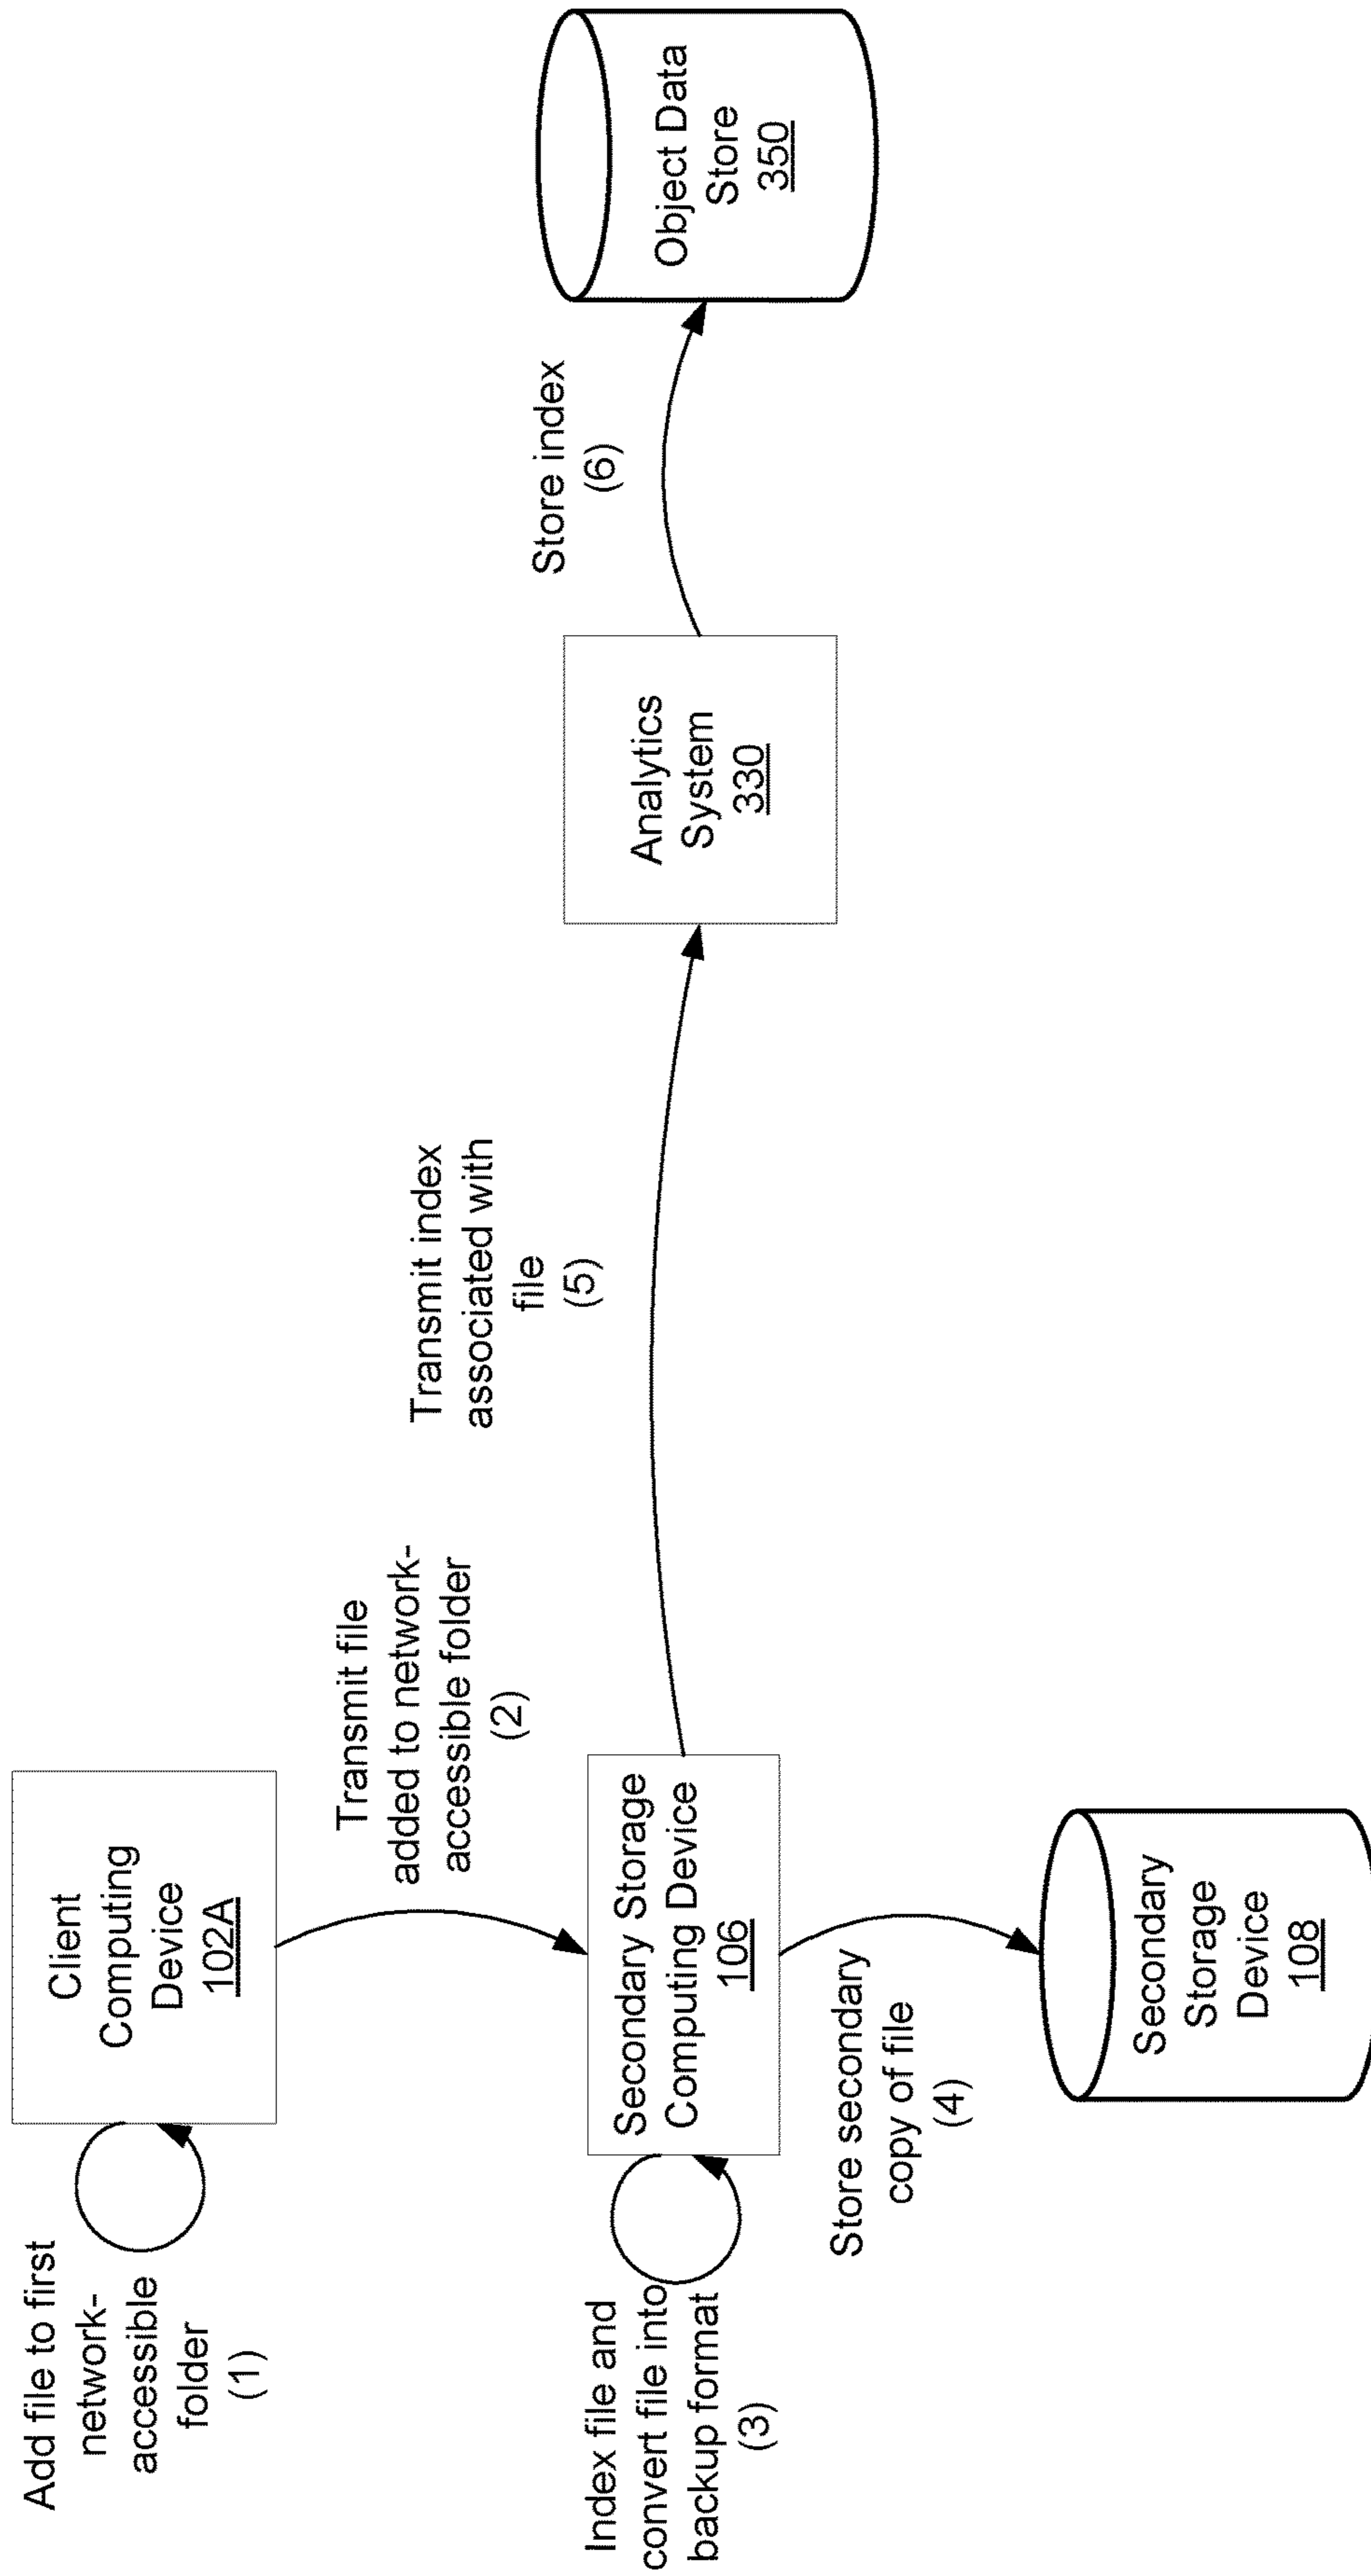 Add file to first
network-
accessible
folder
(1)
Client
Computing
Device
102A
Transmit file
added to network-
accessible folder
(2)
Index file and
convert file into
backup format
(3)
Secondary Storage
Computing Device
106
Store secondary
copy of file
(4)
Secondary
Storage
Device
108
Transmit index
associated with
file
(5)
Analytics
System
330
Store index
(6)
Object Data
Store
350